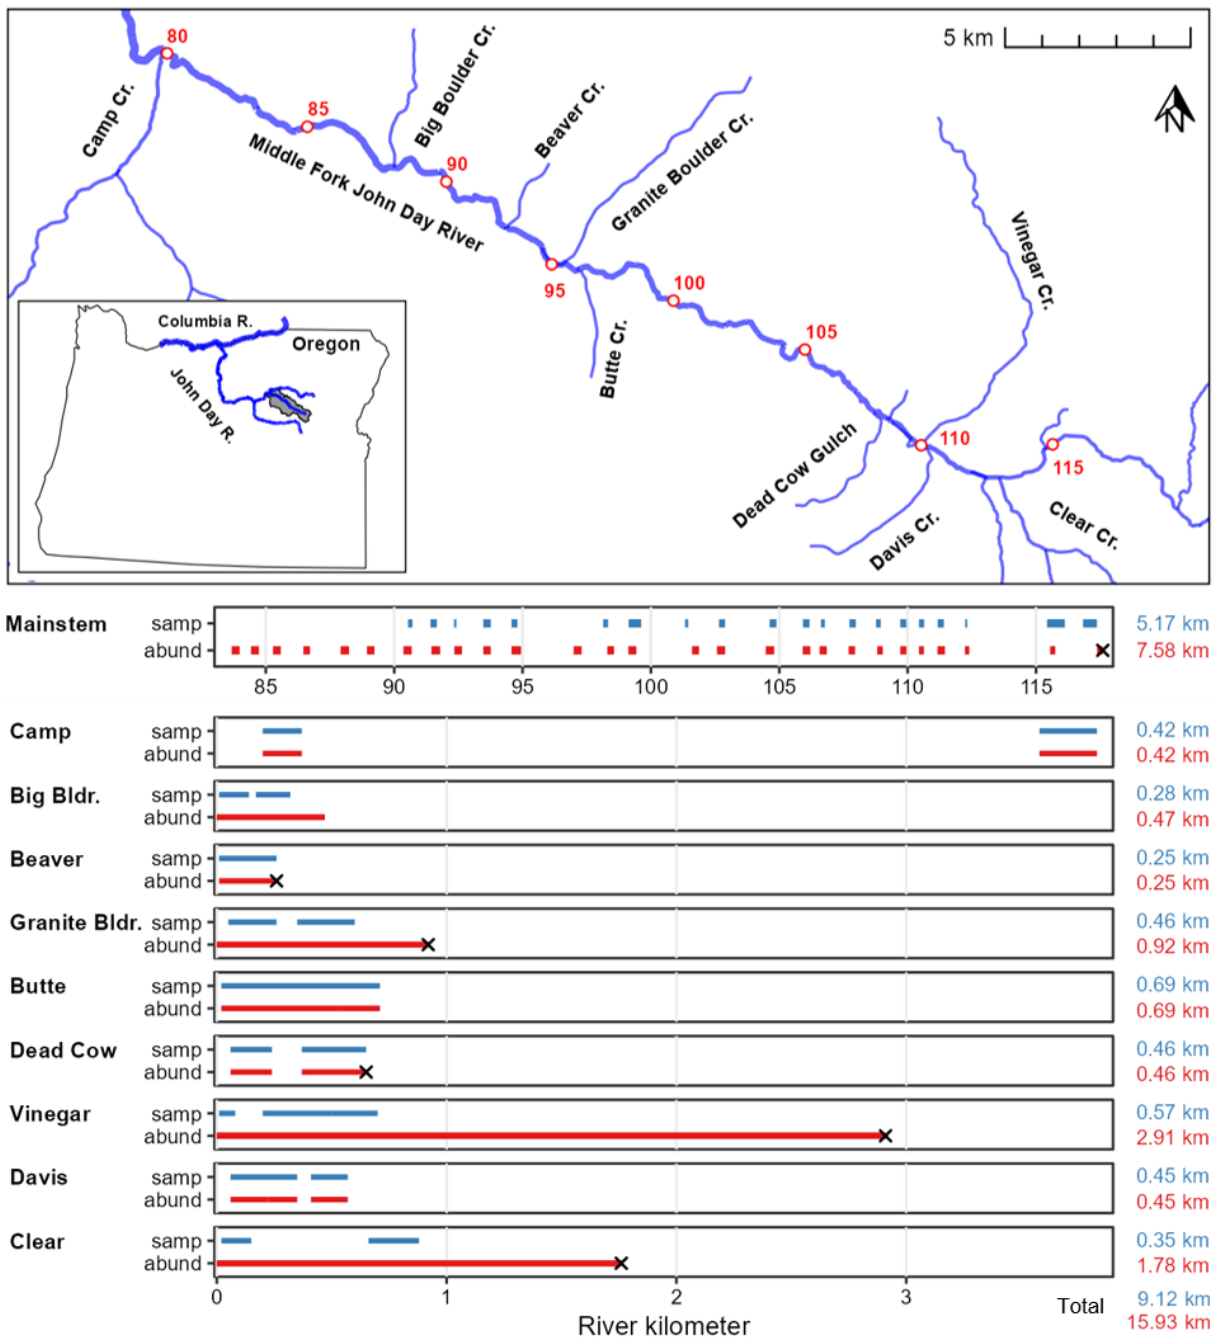 80
5 km
N
Camp Cr.
85
Big Boulder Cr.
Beaver Cr.
Middle Fork John Day River
90
Granite Boulder Cr.
95
Butte Cr.
100
105
Vinegar Cr.
Dead Cow Gulch
110
Davis Cr.
115
Clear Cr.
Columbia R.
Oregon
John Day R.
Mainstem samp 5.17 km
abund 7.58 km
85 90 95 100 105 110 115
Camp samp 0.42 km
abund 0.42 km
Big Bldr. samp 0.28 km
abund 0.47 km
Beaver samp 0.25 km
abund 0.25 km
Granite Bldr. samp 0.46 km
abund 0.92 km
Butte samp 0.69 km
abund 0.69 km
Dead Cow samp 0.46 km
abund 0.46 km
Vinegar samp 0.57 km
abund 2.91 km
Davis samp 0.45 km
abund 0.45 km
Clear samp 0.35 km
abund 1.78 km
0 1 2 3
Total 9.12 km
15.93 km
River kilometer